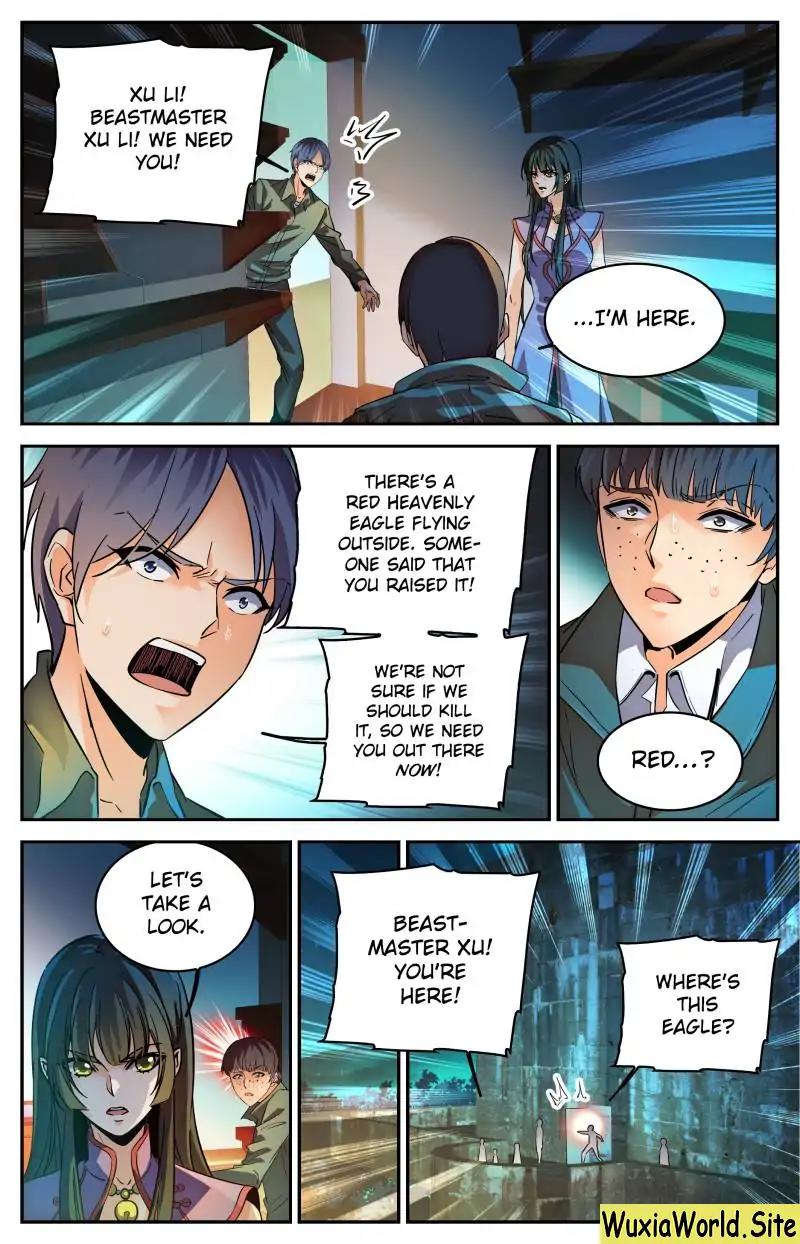 XU LI!
BEASTMASTER
XU LI! WE NEED
YOU!
...I'M HERE.
THERE'S A
RED HEAVENLY
EAGLE FLYING
OUTSIDE. SOME-
ONE SAID THAT
YOU RAISED IT!
WE'RE NOT
SURE IF WE
SHOULD KILL
IT, SO WE NEED
YOU OUT THERE
NOW!
RED...?
LET'S
TAKE A
LOOK.
BEAST-
MASTER XU!
YOU'RE
HERE!
WHERE'S
THIS
EAGLE?
WuxiaWorld.Site